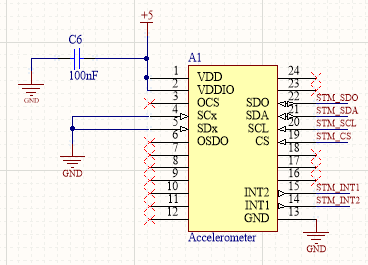 +5
C6
100nF
GND
A1
1 VDD
2 VDDIO
3 OCS
4 SCx
5 SDx
6 OSDO
7
8
9
10
11
12
24
23
SDO 22 STM_SDO
SDA 21 STM_SDA
SCL 20 STM_SCL
CS 19 STM_CS
18
17
16
INT2 15 STM_INT1
INT1 14 STM_INT2
GND 13
GND
Accelerometer
GND